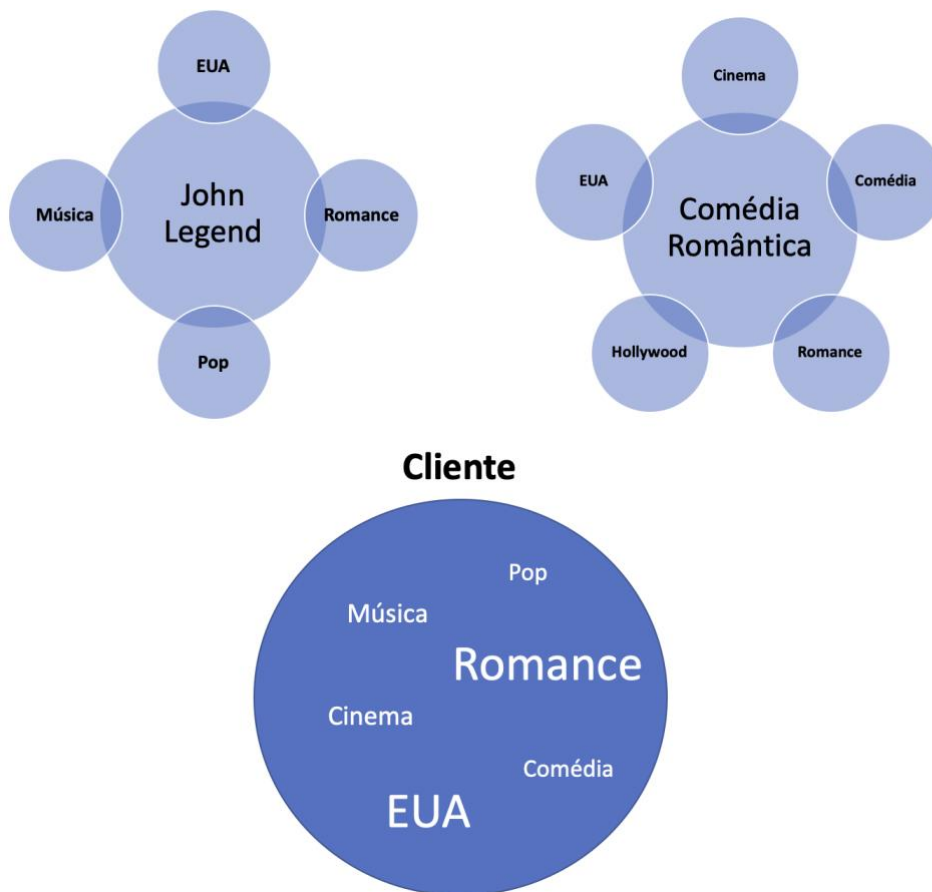 EUA
Música
John
Legend
Romance
Pop
Cinema
EUA
Comédia
Comédia
Romântica
Hollywood
Romance
Cliente
Pop
Música
Romance
Cinema
Comédia
EUA